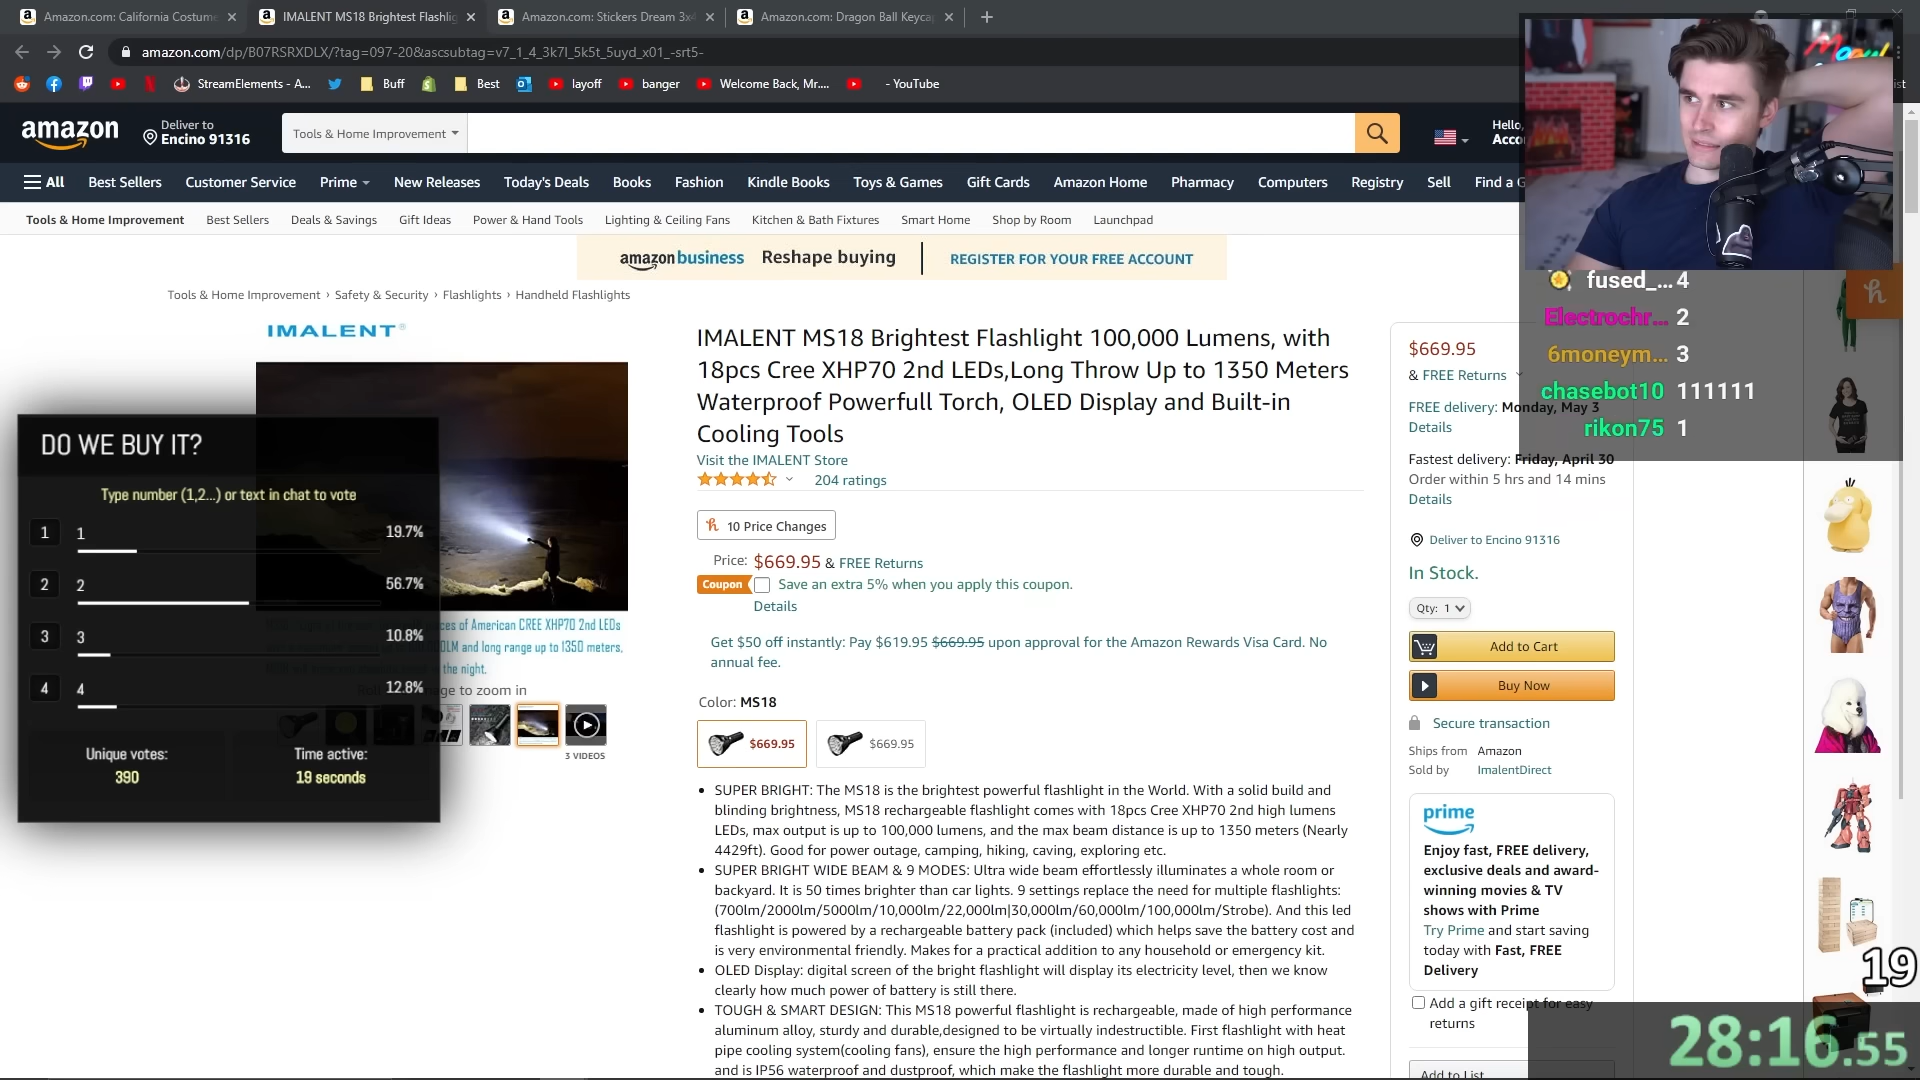 Amazon.com: California Costume
IMALENT MS18 Brightest Flashlig
Amazon.com: Stickers Dream 3x4
Amazon.com: Dragon Ball Keycap
amazon.com/dp/B07RSRXDLX/?tag=097-20&ascsubtag=v7_1_4_3k7l_5k5t_5uyd_x01_-srt5-
StreamElements - A...
Buff
Best
layoff
banger
Welcome Back, Mr....
- YouTube
amazon
Deliver to
Encino 91316
Tools & Home Improvement
Hello,
Acco
All
Best Sellers
Customer Service
Prime
New Releases
Today's Deals
Books
Fashion
Kindle Books
Toys & Games
Gift Cards
Amazon Home
Pharmacy
Computers
Registry
Sell
Find a G
Tools & Home Improvement
Best Sellers
Deals & Savings
Gift Ideas
Power & Hand Tools
Lighting & Ceiling Fans
Kitchen & Bath Fixtures
Smart Home
Shop by Room
Launchpad
amazon business Reshape buying
REGISTER FOR YOUR FREE ACCOUNT
Tools & Home Improvement › Safety & Security › Flashlights › Handheld Flashlights
IMALENT®
DO WE BUY IT?
Type number (1,2...) or text in chat to vote
1 1 19.7%
2 2 56.7%
3 3 10.8%
4 4 12.8%
Unique votes:
390
Time active:
19 seconds
ces of American CREE XHP70 2nd LEDs
LM and long range up to 1350 meters,
the night.
ge to zoom in
3 VIDEOS
IMALENT MS18 Brightest Flashlight 100,000 Lumens, with
18pcs Cree XHP70 2nd LEDs,Long Throw Up to 1350 Meters
Waterproof Powerfull Torch, OLED Display and Built-in
Cooling Tools
Visit the IMALENT Store
204 ratings
10 Price Changes
Price: $669.95 & FREE Returns
Coupon Save an extra 5% when you apply this coupon.
Details
Get $50 off instantly: Pay $619.95 $669.95 upon approval for the Amazon Rewards Visa Card. No
annual fee.
Color: MS18
$669.95
$669.95
• SUPER BRIGHT: The MS18 is the brightest powerful flashlight in the World. With a solid build and
blinding brightness, MS18 rechargeable flashlight comes with 18pcs Cree XHP70 2nd high lumens
LEDs, max output is up to 100,000 lumens, and the max beam distance is up to 1350 meters (Nearly
4429ft). Good for power outage, camping, hiking, caving, exploring etc.
• SUPER BRIGHT WIDE BEAM & 9 MODES: Ultra wide beam effortlessly illuminates a whole room or
backyard. It is 50 times brighter than car lights. 9 settings replace the need for multiple flashlights:
(700lm/2000lm/5000lm/10,000lm/22,000lm|30,000lm/60,000lm/100,000lm/Strobe). And this led
flashlight is powered by a rechargeable battery pack (included) which helps save the battery cost and
is very environmental friendly. Makes for a practical addition to any household or emergency kit.
• OLED Display: digital screen of the bright flashlight will display its electricity level, then we know
clearly how much power of battery is still there.
• TOUGH & SMART DESIGN: This MS18 powerful flashlight is rechargeable, made of high performance
aluminum alloy, sturdy and durable,designed to be virtually indestructible. First flashlight with heat
pipe cooling system(cooling fans), ensure the high performance and longer runtime on high output.
and is IP56 waterproof and dustproof, which make the flashlight more durable and tough.
$669.95
& FREE Returns
FREE delivery: Monday, May 3
Details
Fastest delivery: Friday, April 30
Order within 5 hrs and 14 mins
Details
Deliver to Encino 91316
In Stock.
Qty: 1
Add to Cart
Buy Now
Secure transaction
Ships from Amazon
Sold by ImalentDirect
prime
Enjoy fast, FREE delivery,
exclusive deals and award-
winning movies & TV
shows with Prime
Try Prime and start saving
today with Fast, FREE
Delivery
Add a gift receipt for easy
returns
Add to List
fused_... 4
Electrochr... 2
6moneym... 3
chasebot10 111111
rikon75 1
19
28:16.55